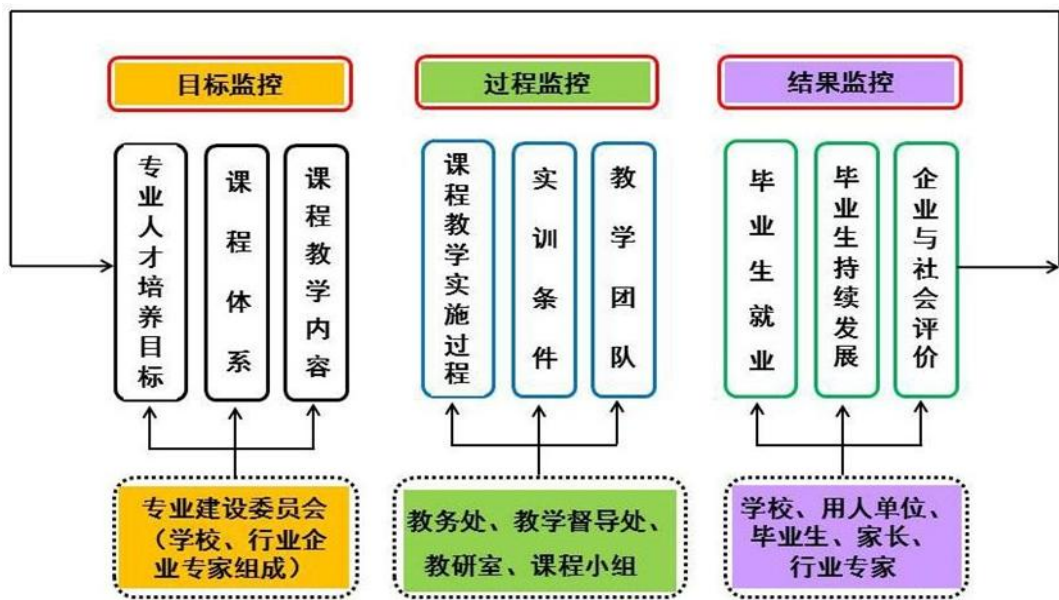 目标监控
过程监控
结果监控
专业人才培养目标
课程体系
课程教学内容
课程教学实施过程
实训条件
教学团队
毕业生就业
毕业生持续发展
企业与社会评价
专业建设委员会
（学校、行业企
业专家组成）
教务处、教学督导处、
教研室、课程小组
学校、用人单位、
毕业生、家长、
行业专家